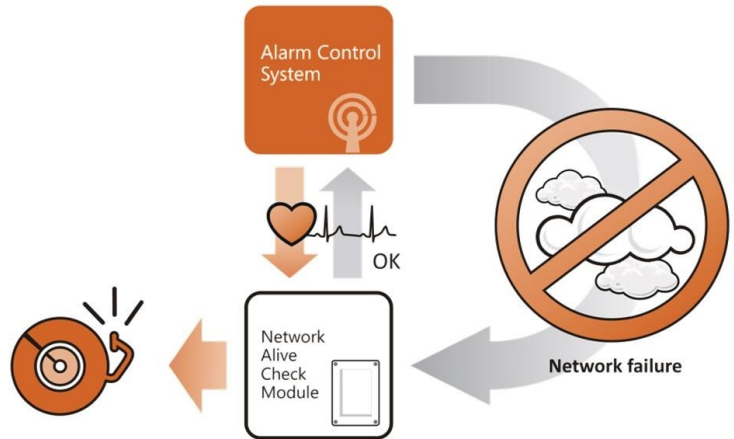 Alarm Control
System
OK
Network
Alive
Check
Module
Network failure